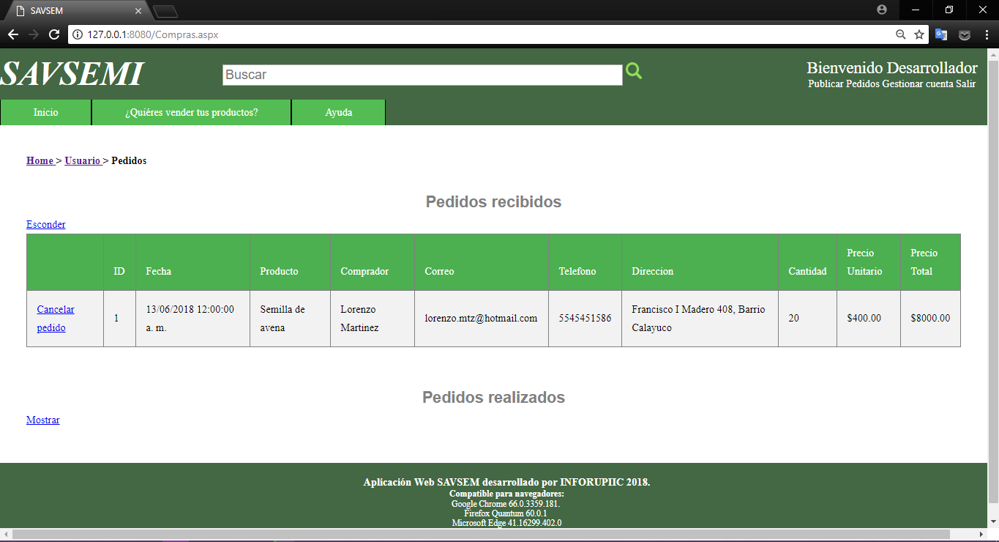 SAVSEM
127.0.0.1:8080/Compras.aspx
SAVSEMI
Buscar
Bienvenido Desarrollador
Publicar Pedidos Gestionar cuenta Salir
Inicio
¿Quiéres vender tus productos?
Ayuda
Home > Usuario > Pedidos
Pedidos recibidos
Esconder
ID
Fecha
Producto
Comprador
Correo
Telefono
Direccion
Cantidad
Precio
Unitario
Precio
Total
Cancelar
pedido
1
13/06/2018 12:00:00
a. m.
Semilla de
avena
Lorenzo
Martinez
lorenzo.mtz@hotmail.com
5545451586
Francisco I Madero 408, Barrio
Calayuco
20
$400.00
$8000.00
Pedidos realizados
Mostrar
Aplicación Web SAVSEM desarrollado por INFORUPIIC 2018.
Compatible para navegadores:
Google Chrome 66.0.3359.181.
Firefox Quantum 60.0.1
Microsoft Edge 41.16299.402.0